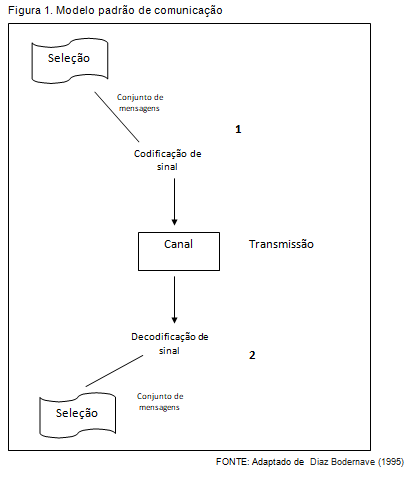 Figura 1. Modelo padrão de comunicação
Seleção
Conjunto de
mensagens
1
Codificação de
sinal
Canal
Transmissão
Decodificação de
sinal
2
Conjunto de
mensagens
Seleção
FONTE: Adaptado de Diaz Bodernave (1995)